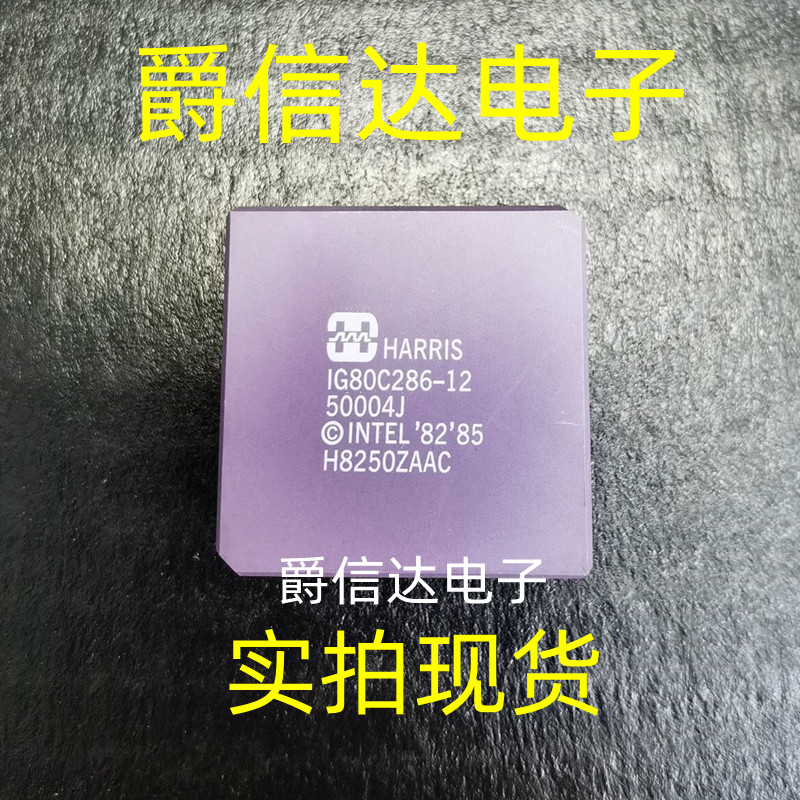 爵信达电子
HARRIS
IG80C286-12
50004J
©INTEL '82'85
H8250ZAAC
爵信达电子
实拍现货